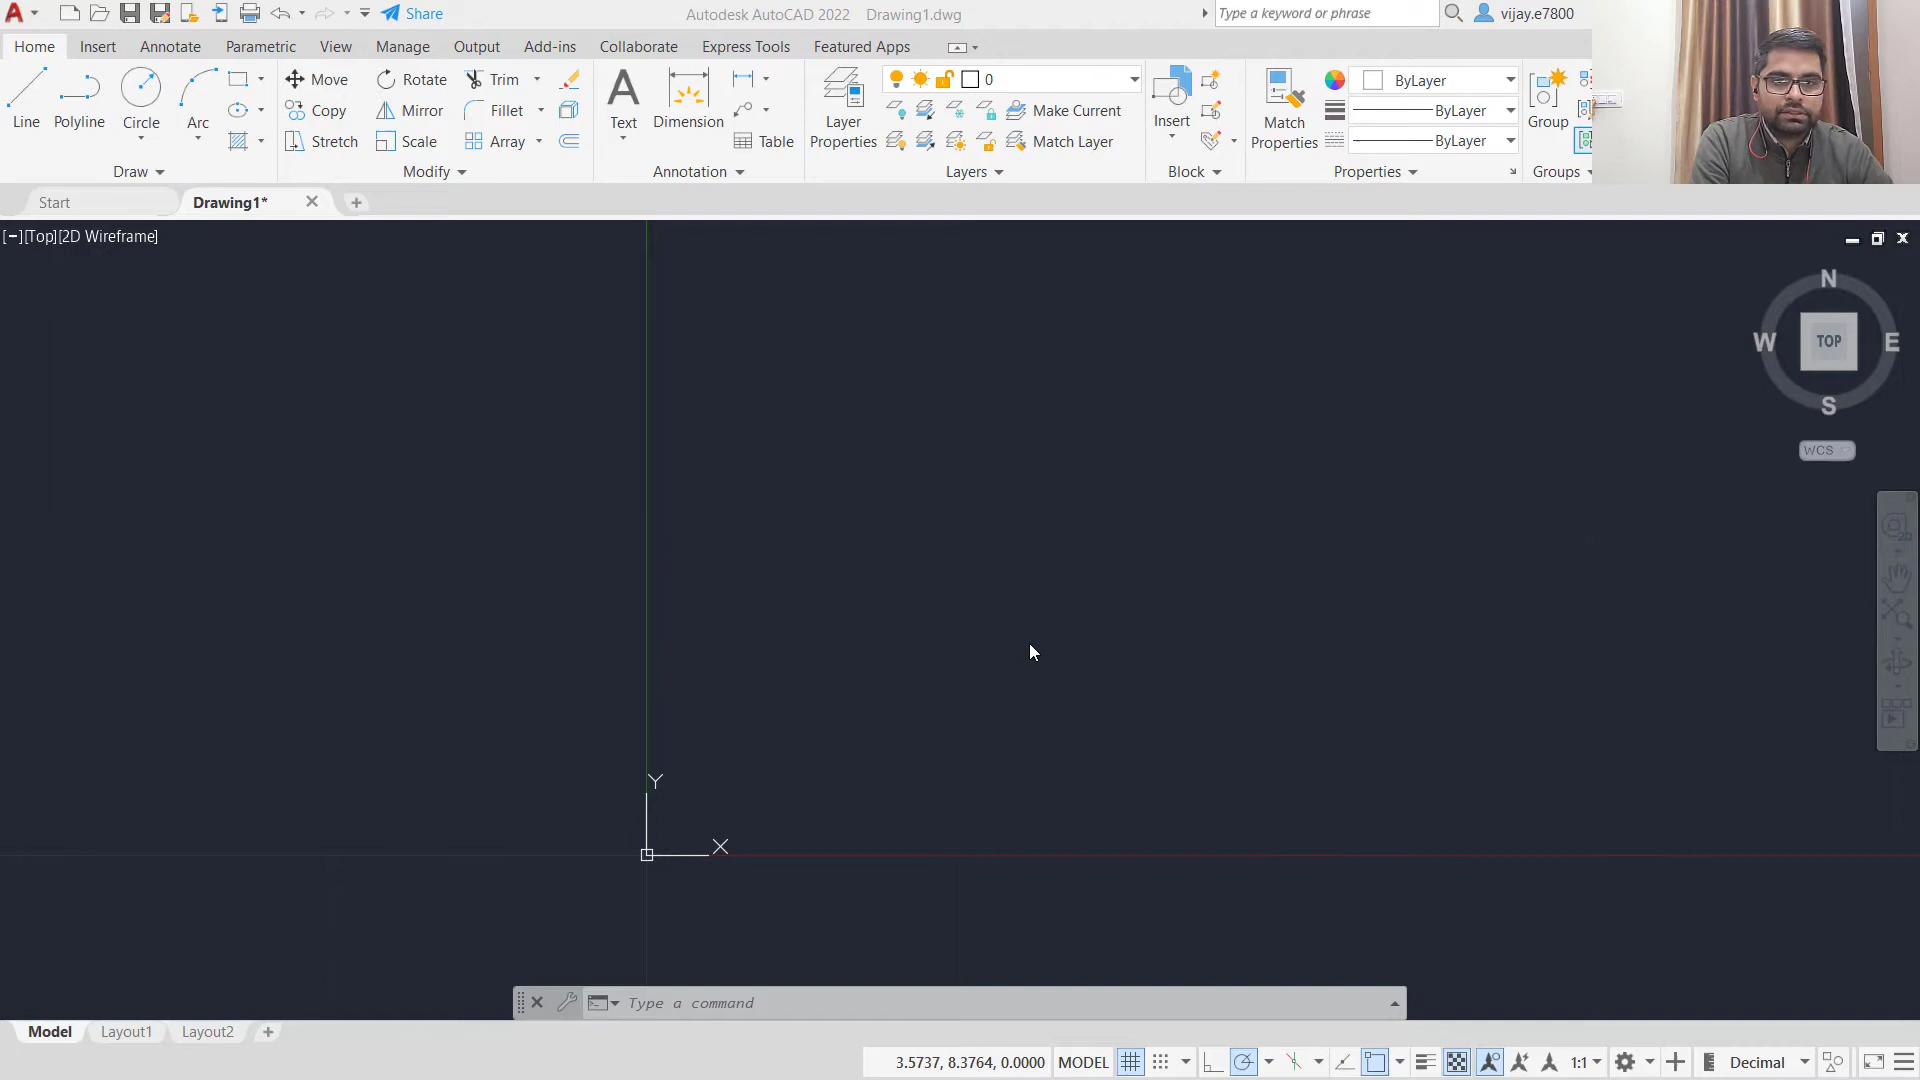 Share
Autodesk AutoCAD 2022 Drawing1.dwg
Type a keyword or phrase
vijay.e7800
Home Insert Annotate Parametric View Manage Output Add-ins Collaborate Express Tools Featured Apps
Line Polyline Circle Arc
Move Rotate Trim
Copy Mirror Fillet
Stretch Scale Array
Text Dimension
Table
Layer Properties
0
Make Current
Match Layer
Insert
Match Properties
ByLayer
ByLayer
ByLayer
Group
Draw Modify Annotation Layers Block Properties Groups
Start Drawing1*
[−][Top][2D Wireframe]
N
W TOP E
S
WCS
Y
X
Type a command
Model Layout1 Layout2
3.5737, 8.3764, 0.0000 MODEL 1:1 Decimal